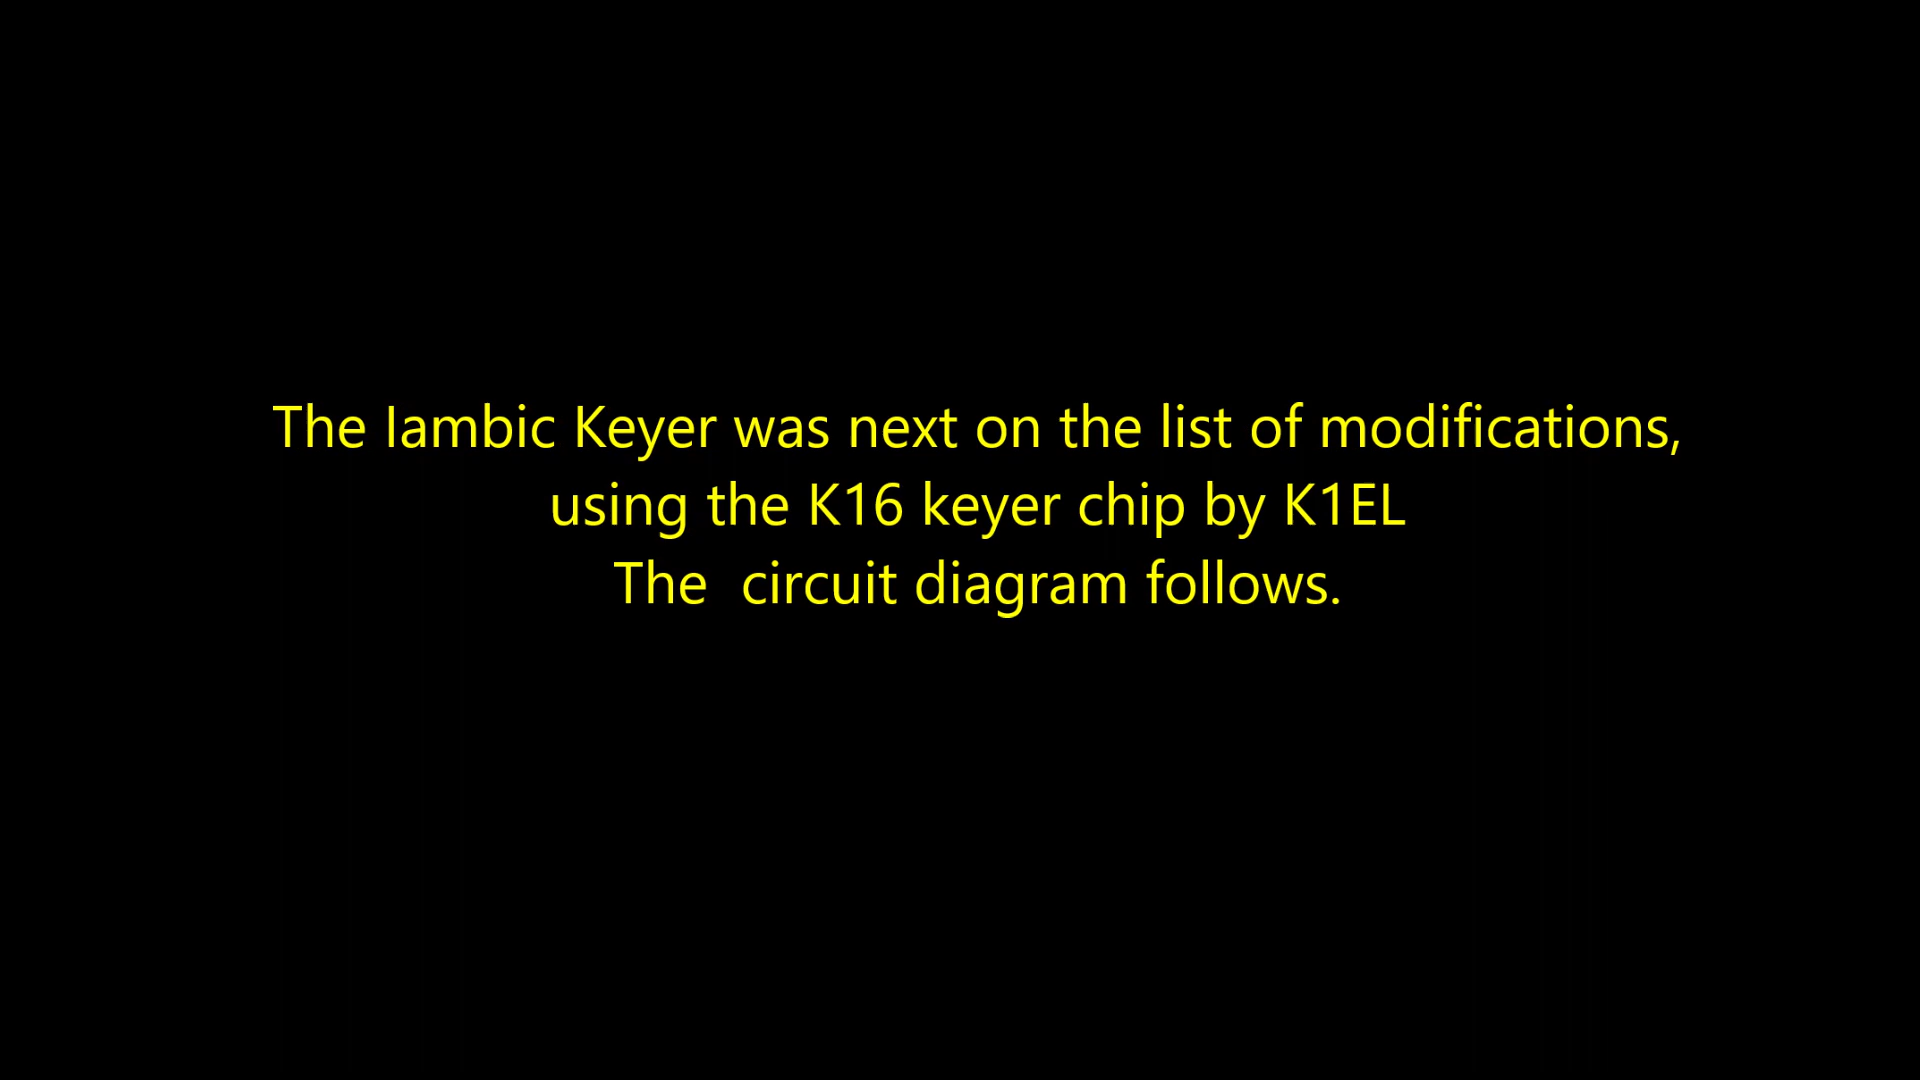 The Iambic Keyer was next on the list of modifications,
using the K16 keyer chip by K1EL
The  circuit diagram follows.